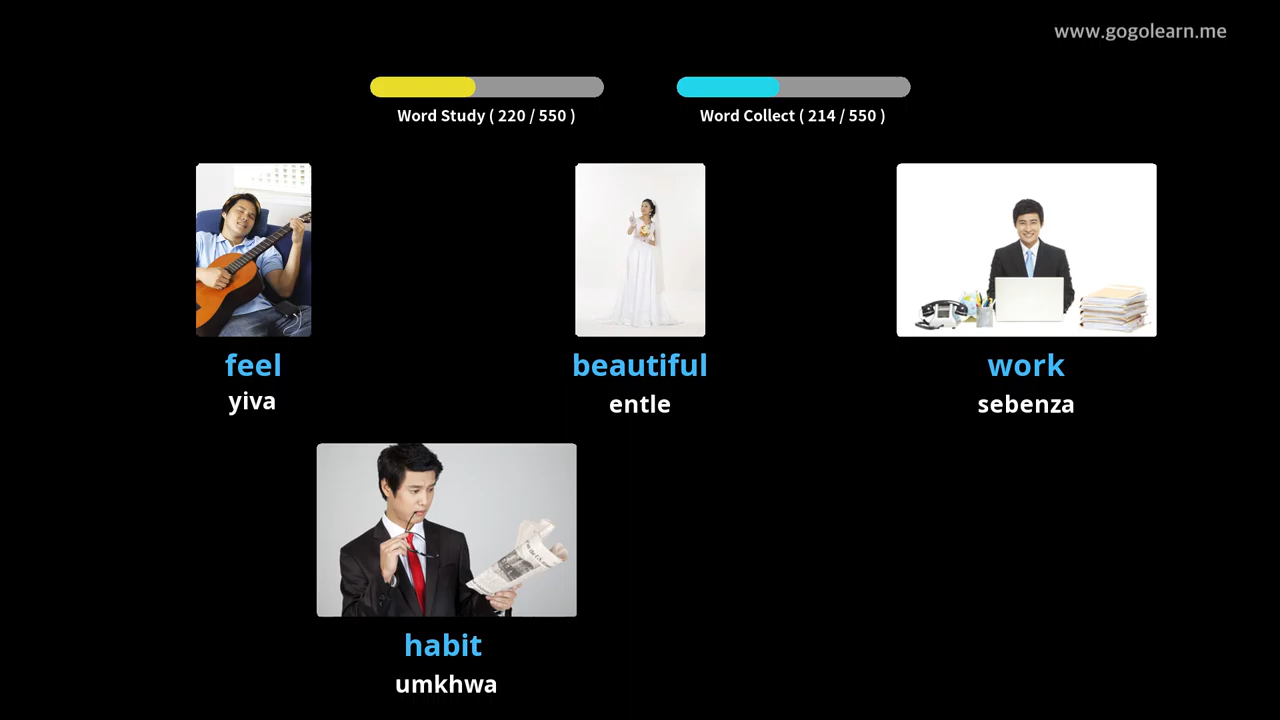 www.gogolearn.me
Word Study ( 220 / 550 )
Word Collect ( 214 / 550 )
feel
yiva
beautiful
entle
work
sebenza
habit
umkhwa